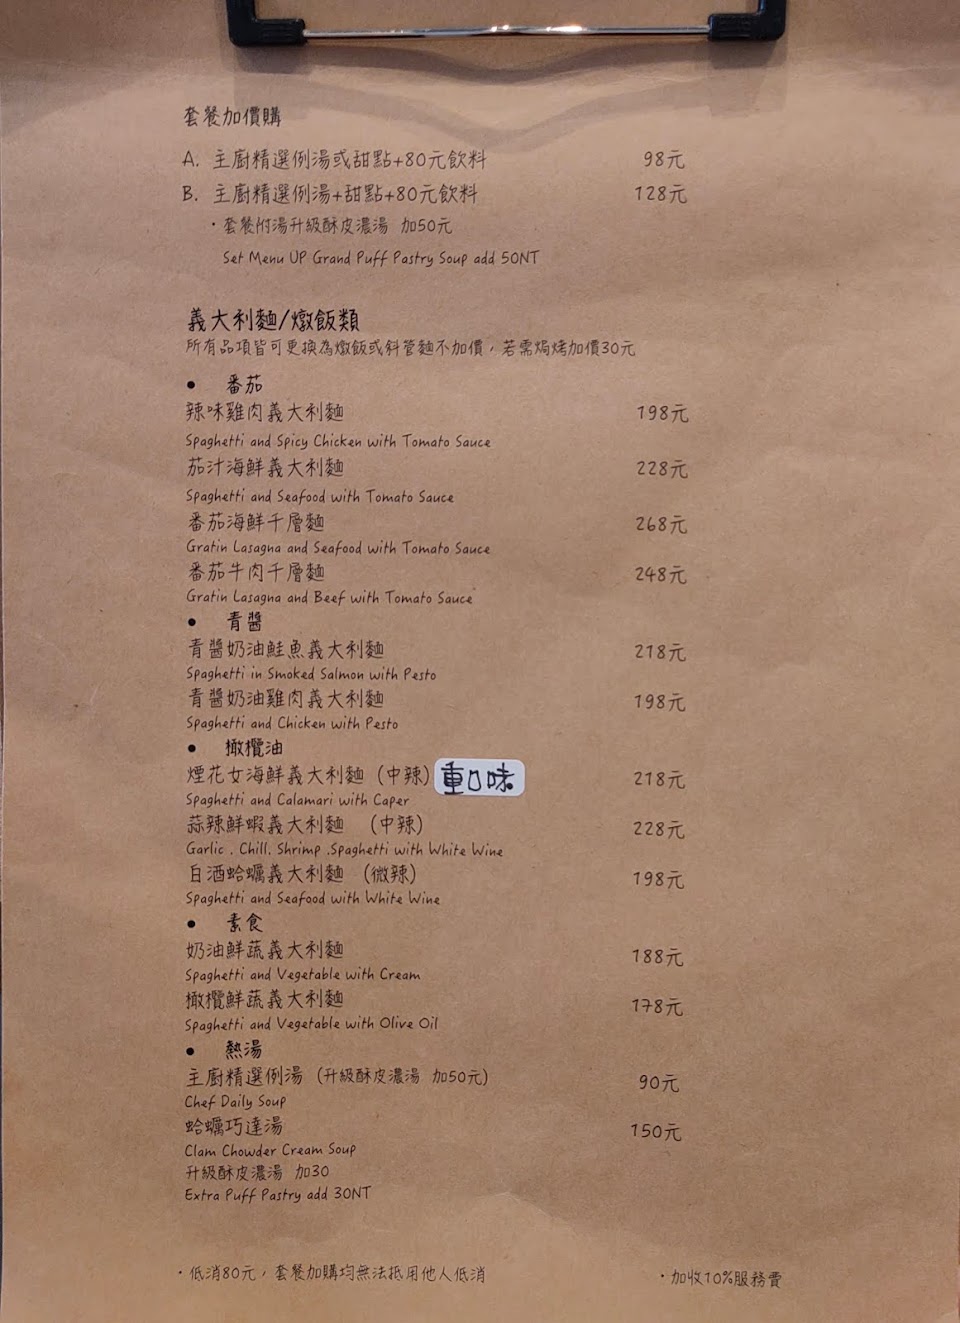 套餐加價購
A. 主廚精選例湯或甜點+80元飲料 98元
B. 主廚精選例湯+甜點+80元飲料 128元
・套餐附湯升級酥皮濃湯 加50元
Set Menu UP Grand Puff Pastry Soup add 50NT
義大利麵/燉飯類
所有品項皆可更換為燉飯或斜管麵不加價，若需焗烤加價30元
● 番茄
辣味雞肉義大利麵 198元
Spaghetti and Spicy Chicken with Tomato Sauce
茄汁海鮮義大利麵 228元
Spaghetti and Seafood with Tomato Sauce
番茄海鮮千層麵 268元
Gratin Lasagna and Seafood with Tomato Sauce
番茄牛肉千層麵 248元
Gratin Lasagna and Beef with Tomato Sauce
● 青醬
青醬奶油鮭魚義大利麵 218元
Spaghetti in Smoked Salmon with Pesto
青醬奶油雞肉義大利麵 198元
Spaghetti and Chicken with Pesto
● 橄欖油
煙花女海鮮義大利麵 (中辣) 重口味 218元
Spaghetti and Calamari with Caper
蒜辣鮮蝦義大利麵 (中辣) 228元
Garlic . Chill. Shrimp .Spaghetti with White Wine
白酒蛤蠣義大利麵 (微辣) 198元
Spaghetti and Seafood with White Wine
● 素食
奶油鮮蔬義大利麵 188元
Spaghetti and Vegetable with Cream
橄欖鮮蔬義大利麵 178元
Spaghetti and Vegetable with Olive Oil
● 熱湯
主廚精選例湯 (升級酥皮濃湯 加50元) 90元
Chef Daily Soup
蛤蠣巧達湯 150元
Clam Chowder Cream Soup
升級酥皮濃湯 加30
Extra Puff Pastry add 30NT
・低消80元，套餐加購均無法抵用他人低消 ・加收10%服務費